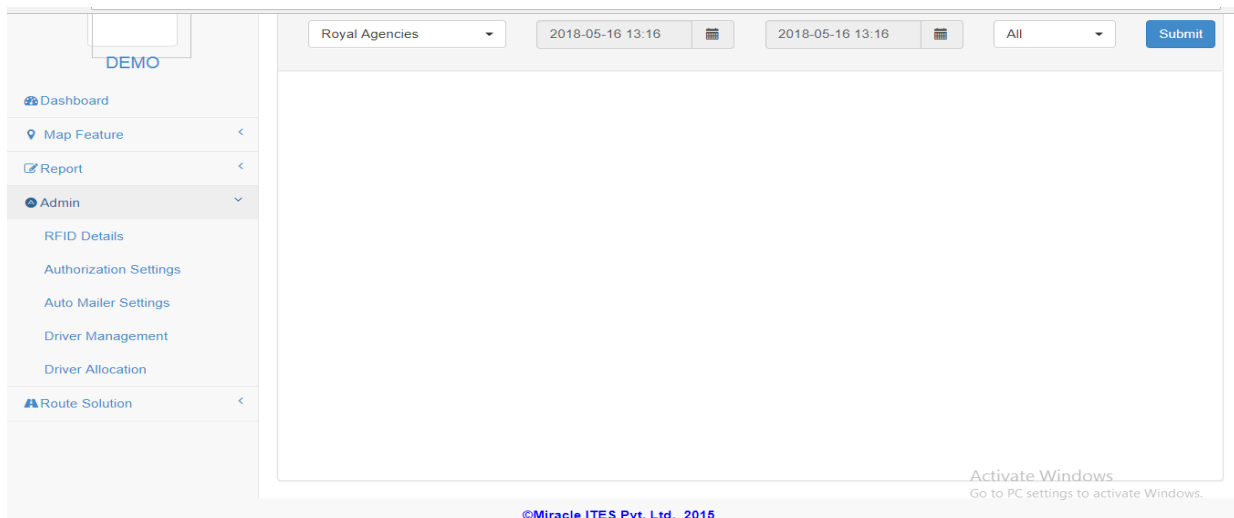 Royal Agencies
2018-05-16 13:16
2018-05-16 13:16
All
Submit
DEMO
Dashboard
Map Feature
Report
Admin
RFID Details
Authorization Settings
Auto Mailer Settings
Driver Management
Driver Allocation
Route Solution
Activate Windows
Go to PC settings to activate Windows.
©Miracle ITES Pvt. Ltd. 2015